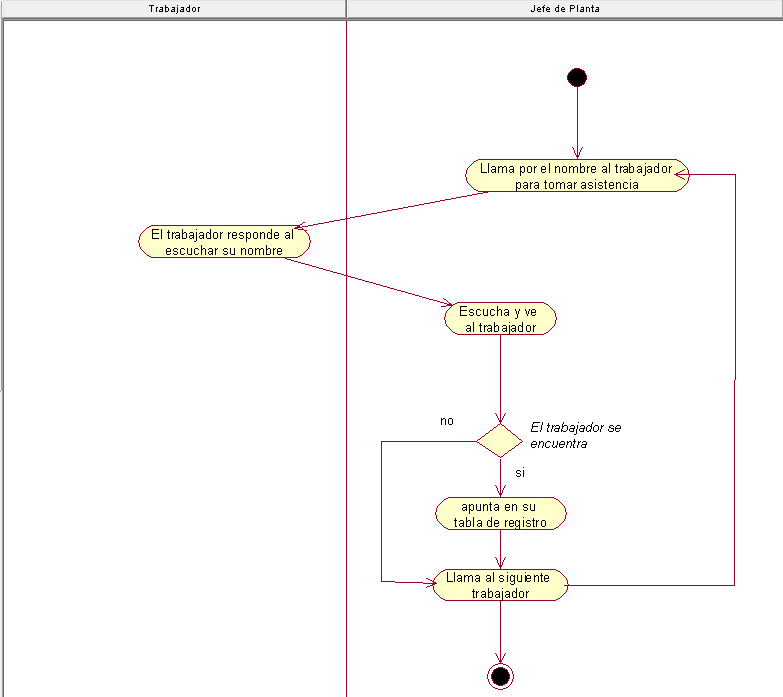 Trabajador
Jefe de Planta
Llama por el nombre al trabajador
para tomar asistencia
El trabajador responde al
escuchar su nombre
Escucha y ve
al trabajador
no
El trabajador se
encuentra
si
apunta en su
tabla de registro
Llama al siguiente
trabajador